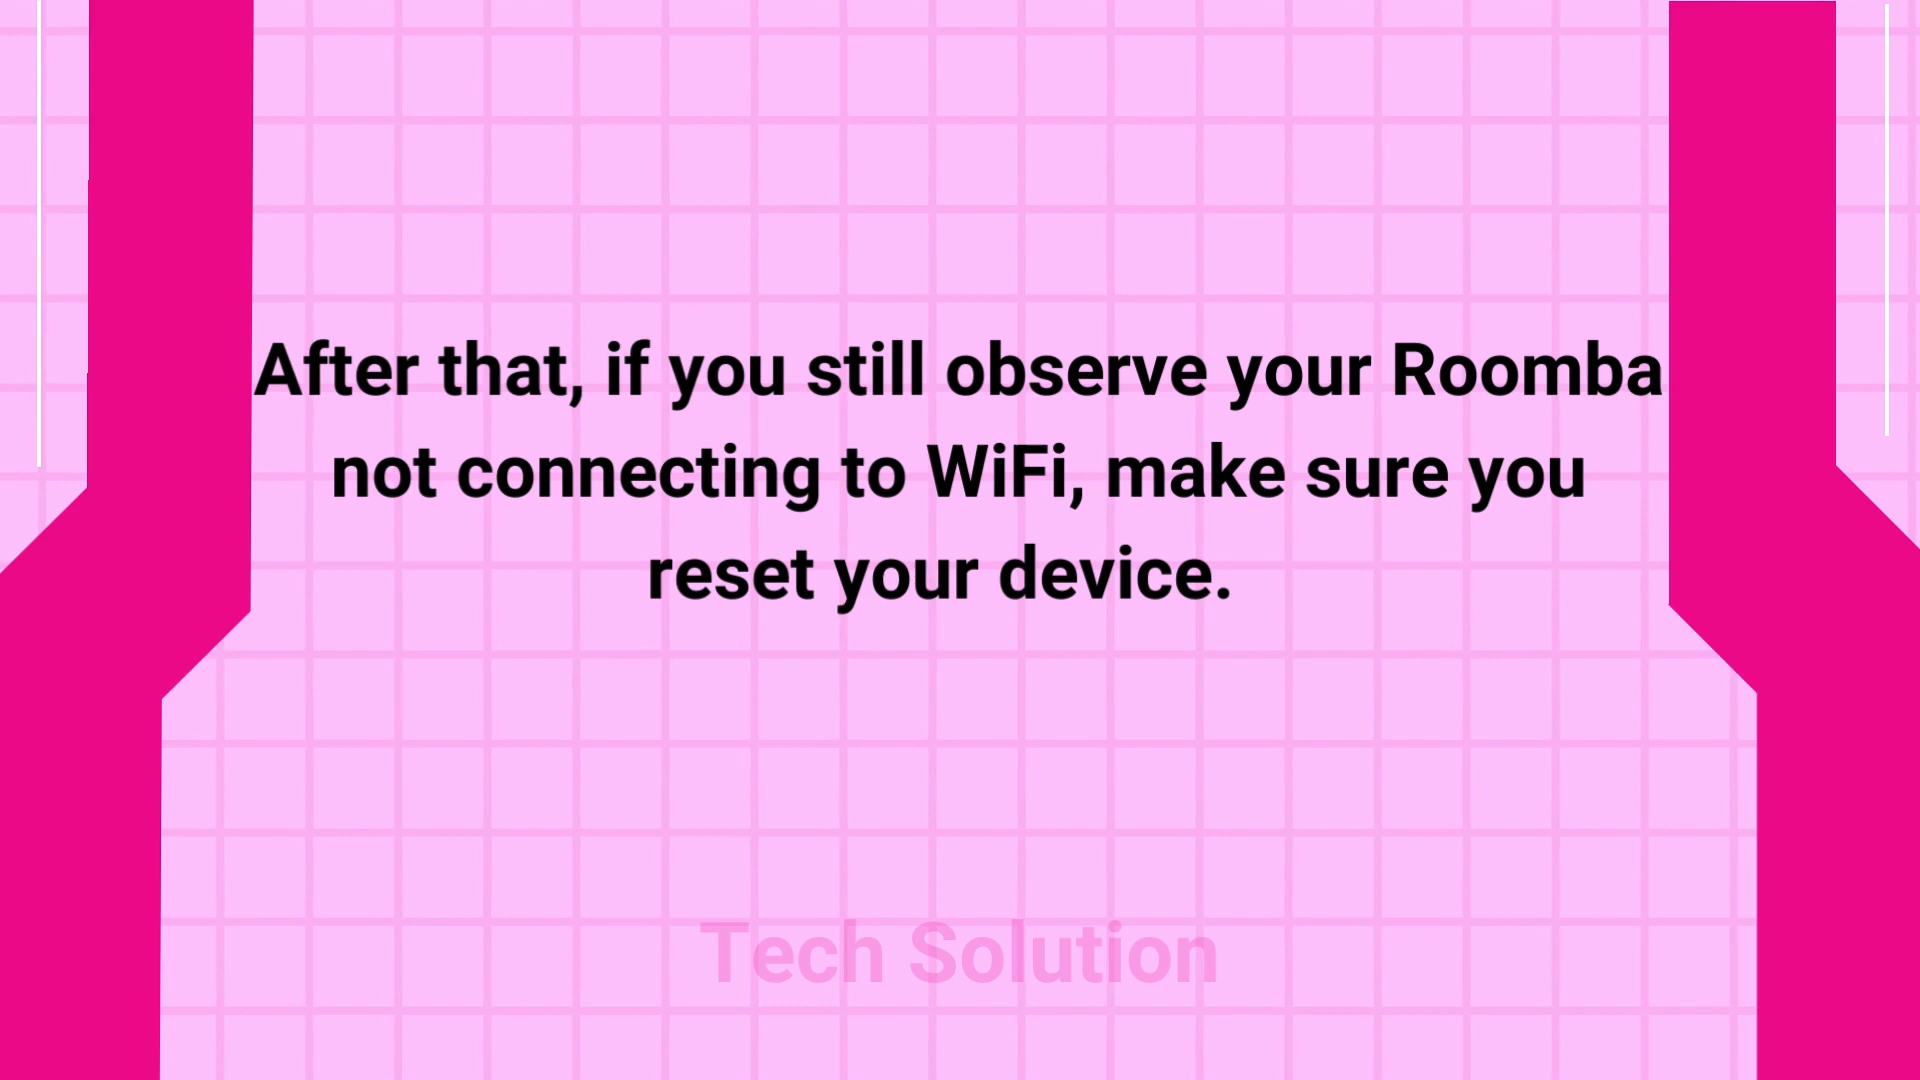 After that, if you still observe your Roomba
not connecting to WiFi, make sure you
reset your device.
Tech Solution